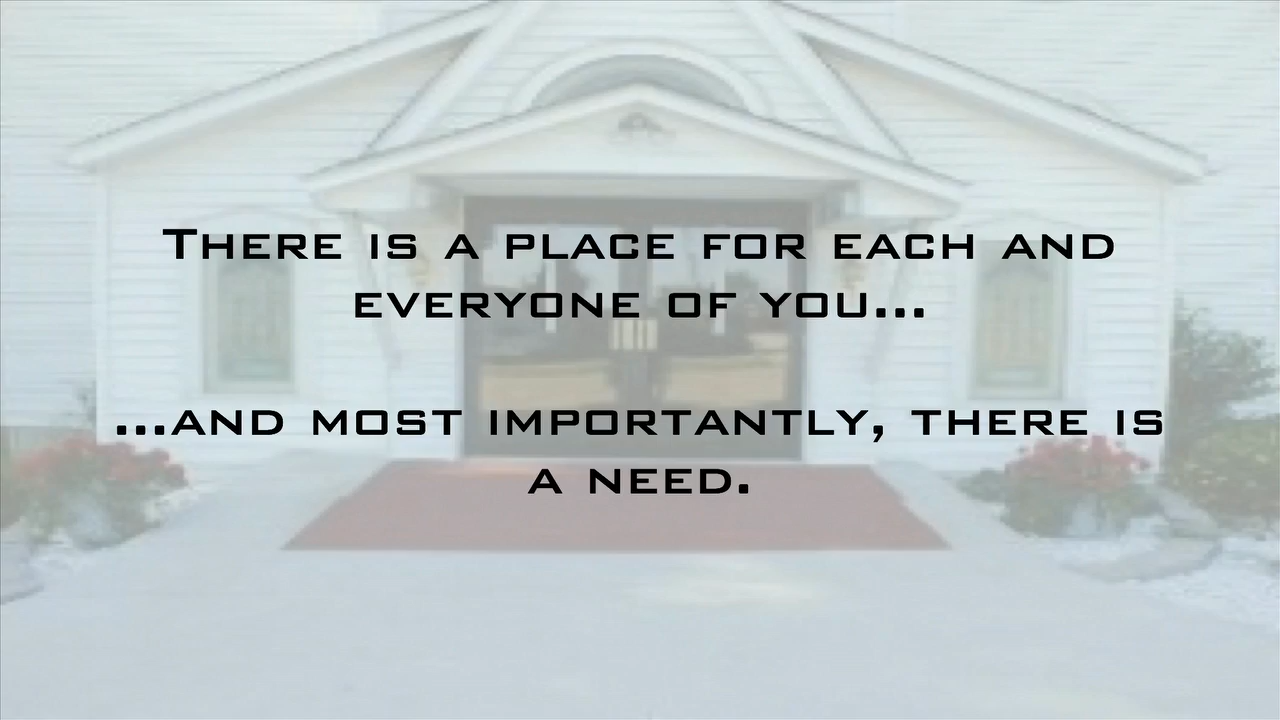 There is a place for each and
everyone of you...
...and most importantly, there is
a need.